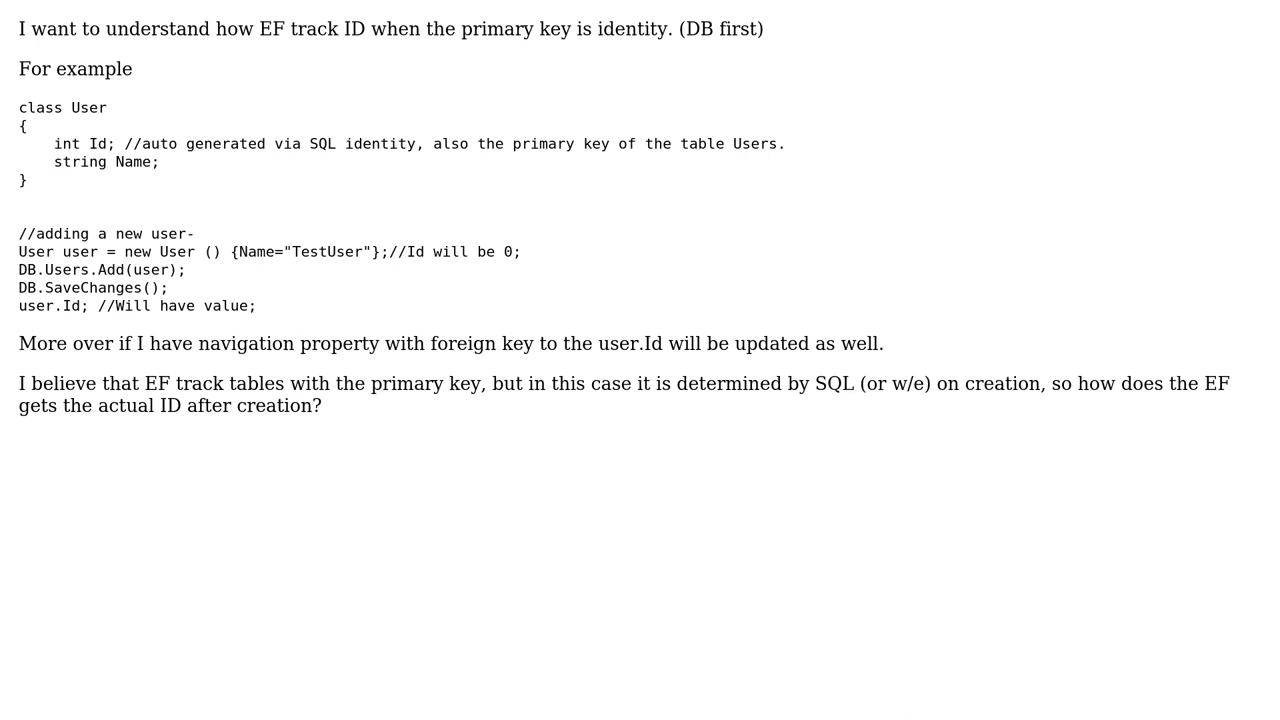 I want to understand how EF track ID when the primary key is identity. (DB first)
For example
class User
{
    int Id; //auto generated via SQL identity, also the primary key of the table Users.
    string Name;
}
//adding a new user-
User user = new User () {Name="TestUser"};//Id will be 0;
DB.Users.Add(user);
DB.SaveChanges();
user.Id; //Will have value;
More over if I have navigation property with foreign key to the user.Id will be updated as well.
I believe that EF track tables with the primary key, but in this case it is determined by SQL (or w/e) on creation, so how does the EF
gets the actual ID after creation?